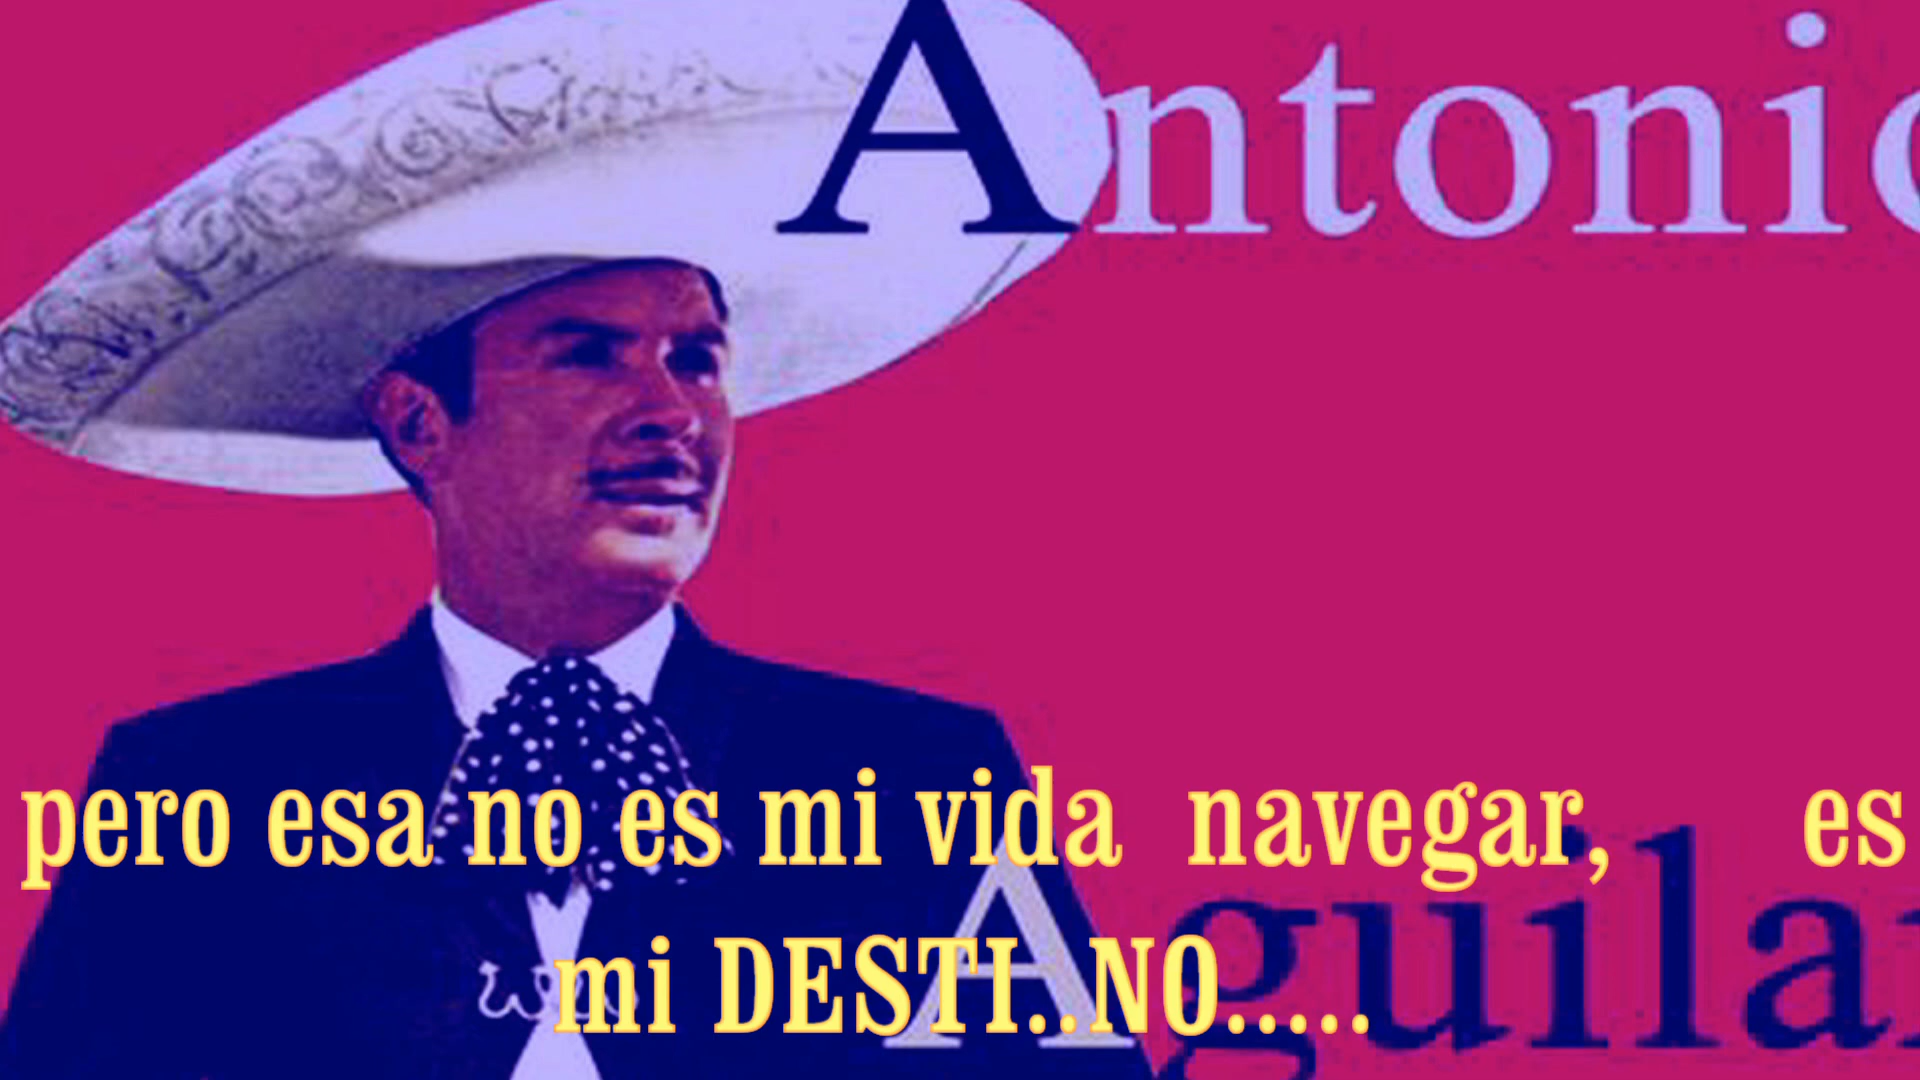 Antonio
pero esa no es mi vida navegar, es
mi DESTI..NO.....
Aguilar